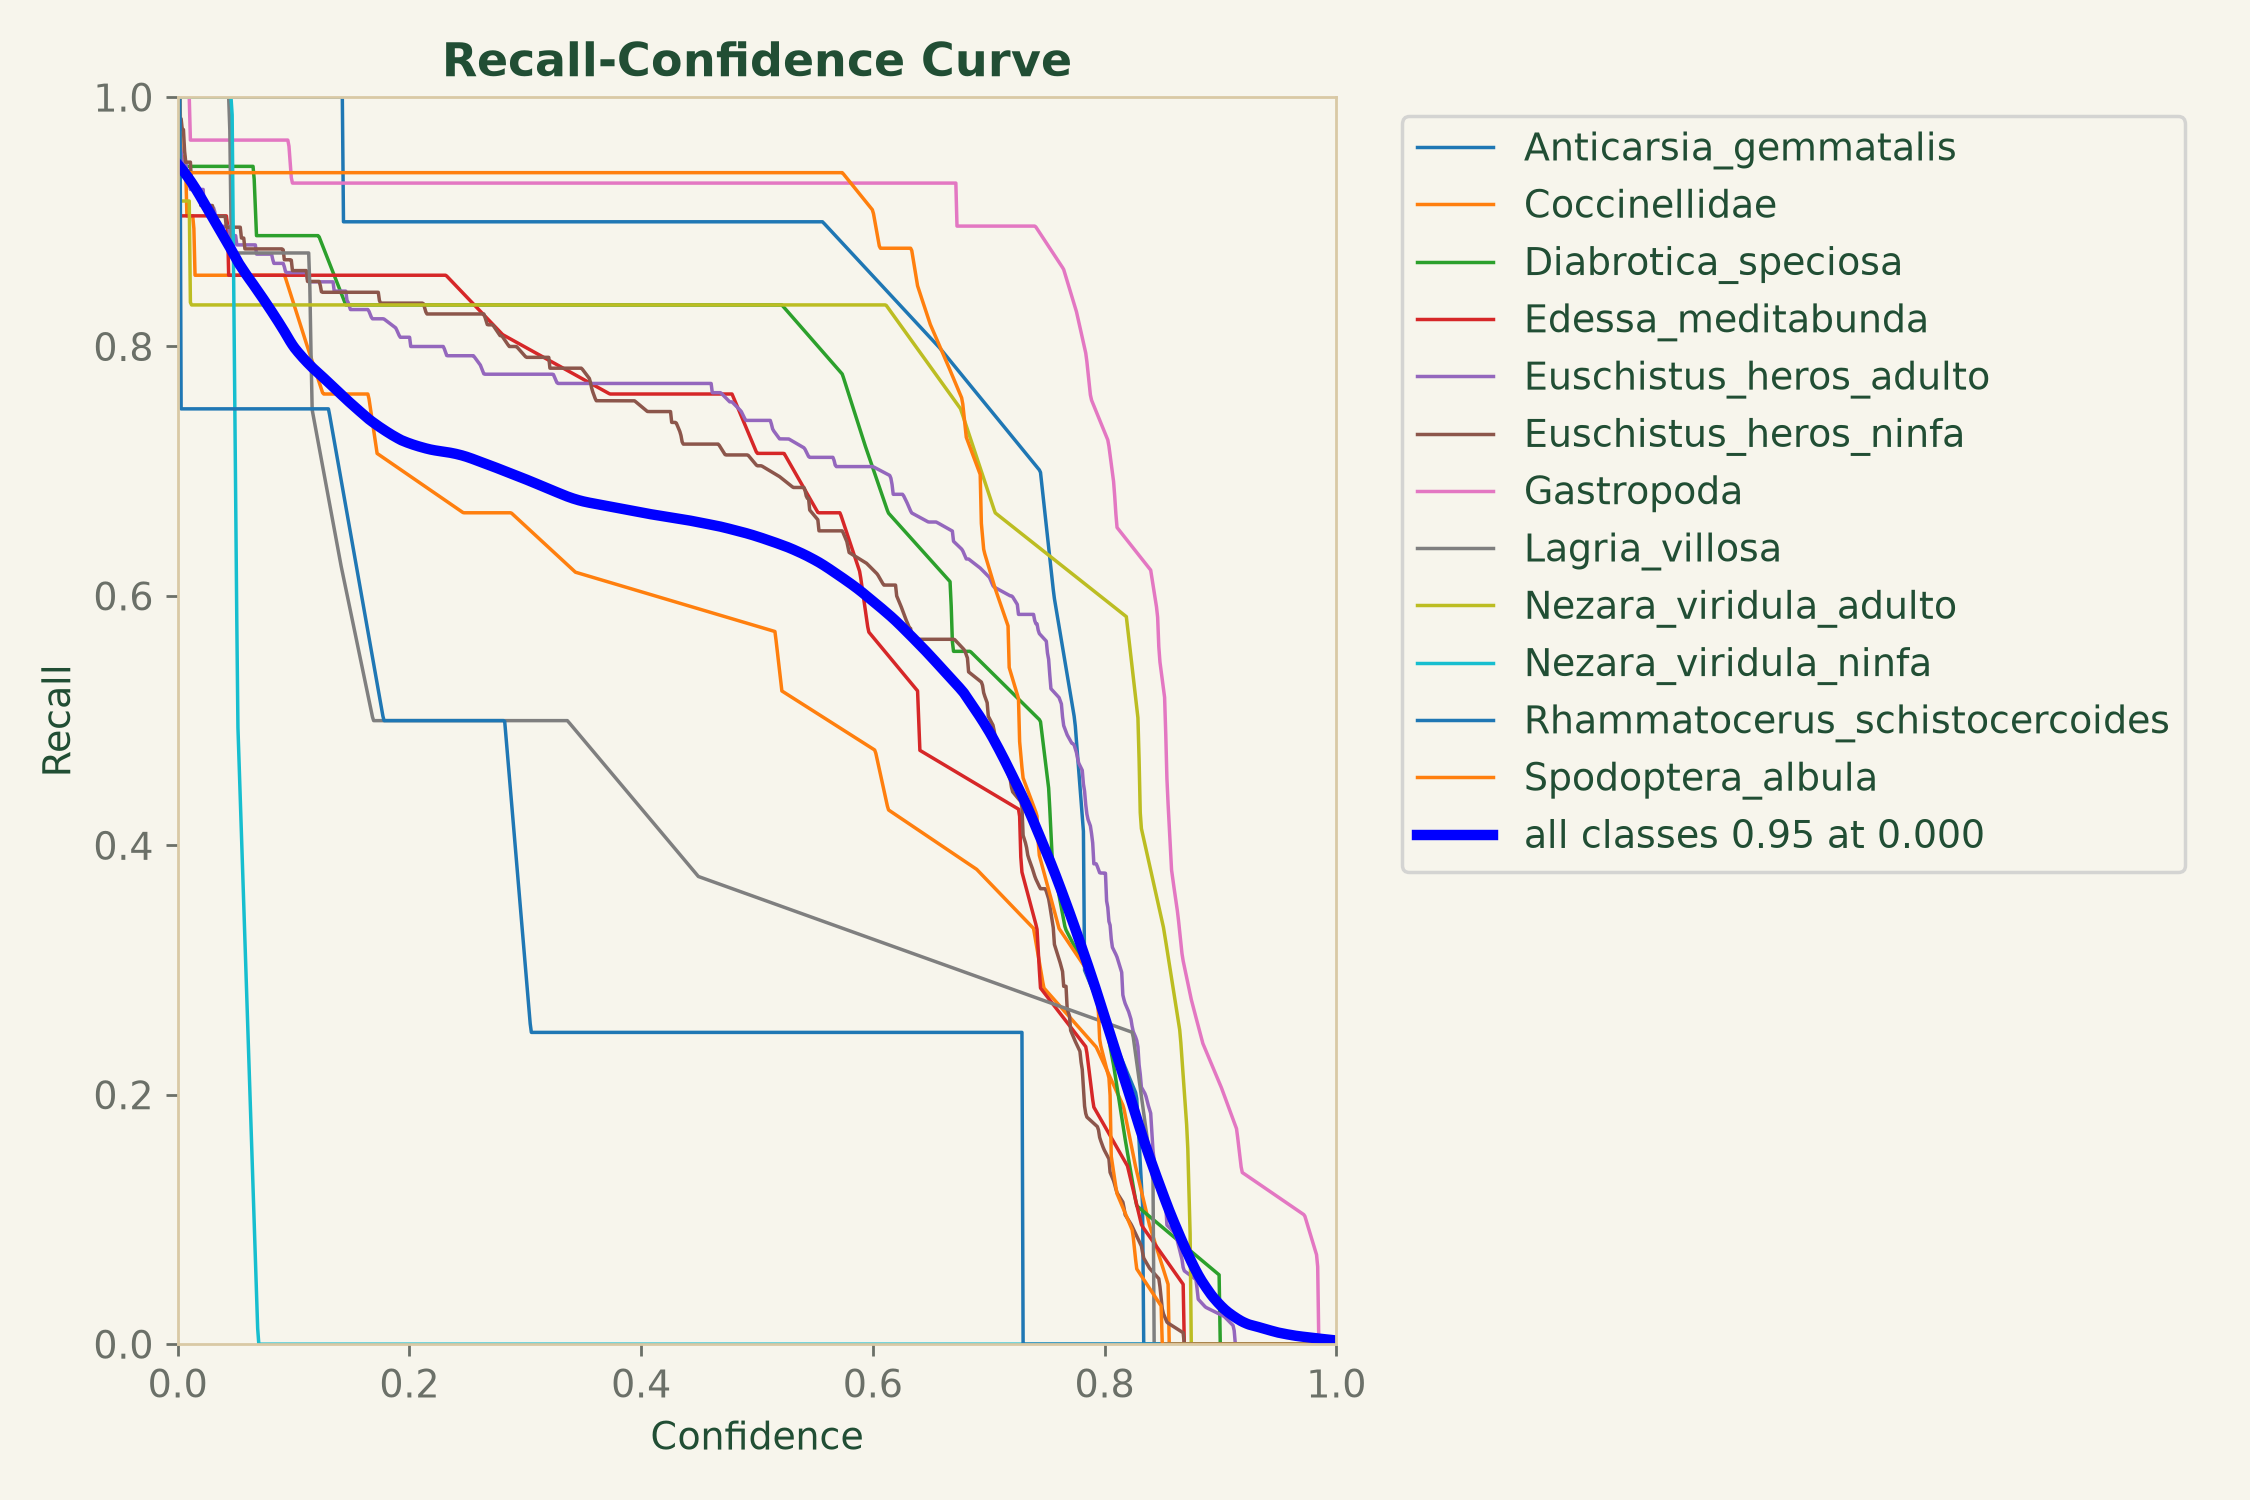 Recall-Confidence Curve
1.0
0.8
0.6
0.4
0.2
0.0
Recall
0.0 0.2 0.4 0.6 0.8 1.0
Confidence
Anticarsia_gemmatalis
Coccinellidae
Diabrotica_speciosa
Edessa_meditabunda
Euschistus_heros_adulto
Euschistus_heros_ninfa
Gastropoda
Lagria_villosa
Nezara_viridula_adulto
Nezara_viridula_ninfa
Rhammatocerus_schistocercoides
Spodoptera_albula
all classes 0.95 at 0.000